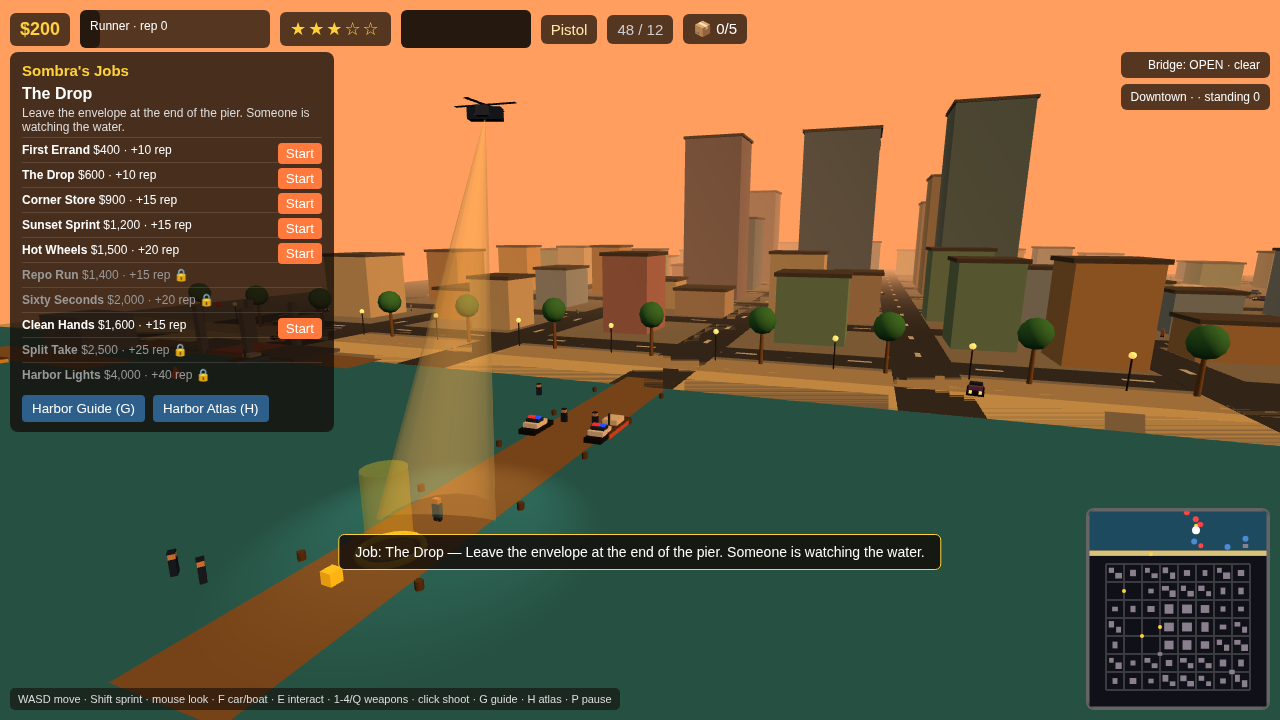 $200
Runner · rep 0
★★★☆☆
Pistol
48 / 12
📦 0/5
Sombra's Jobs
The Drop
Leave the envelope at the end of the pier. Someone is
watching the water.
First Errand $400 · +10 rep
Start
The Drop $600 · +10 rep
Start
Corner Store $900 · +15 rep
Start
Sunset Sprint $1,200 · +15 rep
Start
Hot Wheels $1,500 · +20 rep
Start
Repo Run $1,400 · +15 rep 🔒
Sixty Seconds $2,000 · +20 rep 🔒
Clean Hands $1,600 · +15 rep
Start
Split Take $2,500 · +25 rep 🔒
Harbor Lights $4,000 · +40 rep 🔒
Harbor Guide (G)
Harbor Atlas (H)
Bridge: OPEN · clear
Downtown · · standing 0
Job: The Drop — Leave the envelope at the end of the pier. Someone is watching the water.
WASD move · Shift sprint · mouse look · F car/boat · E interact · 1-4/Q weapons · click shoot · G guide · H atlas · P pause